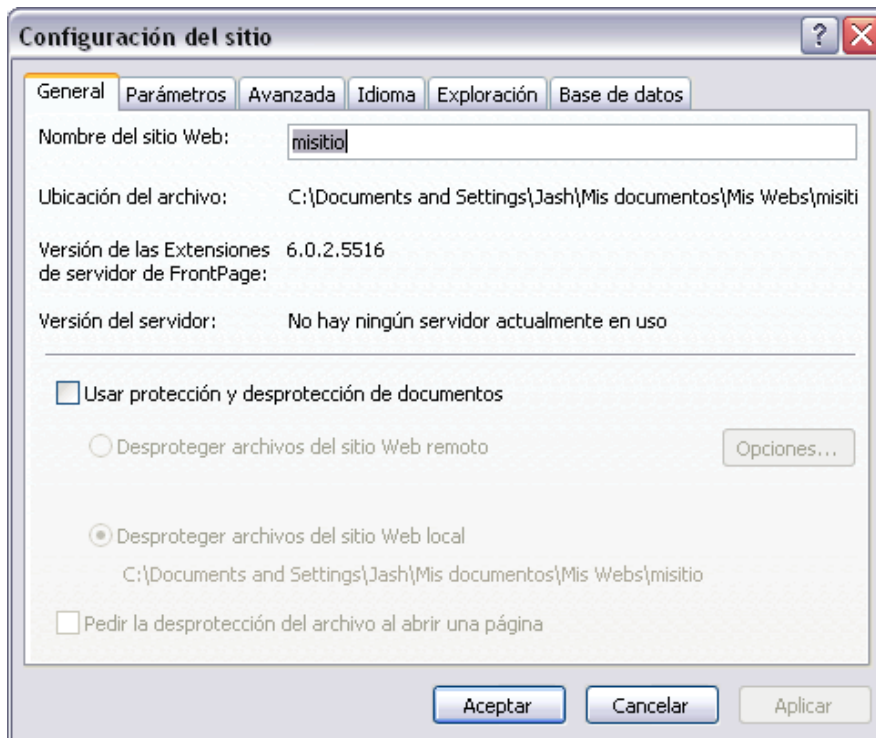 Configuración del sitio
General Parámetros Avanzada Idioma Exploración Base de datos
Nombre del sitio Web: misitio
Ubicación del archivo: C:\Documents and Settings\Jash\Mis documentos\Mis Webs\misiti
Versión de las Extensiones 6.0.2.5516
de servidor de FrontPage:
Versión del servidor: No hay ningún servidor actualmente en uso
Usar protección y desprotección de documentos
Desproteger archivos del sitio Web remoto Opciones...
Desproteger archivos del sitio Web local
C:\Documents and Settings\Jash\Mis documentos\Mis Webs\misitio
Pedir la desprotección del archivo al abrir una página
Aceptar Cancelar Aplicar